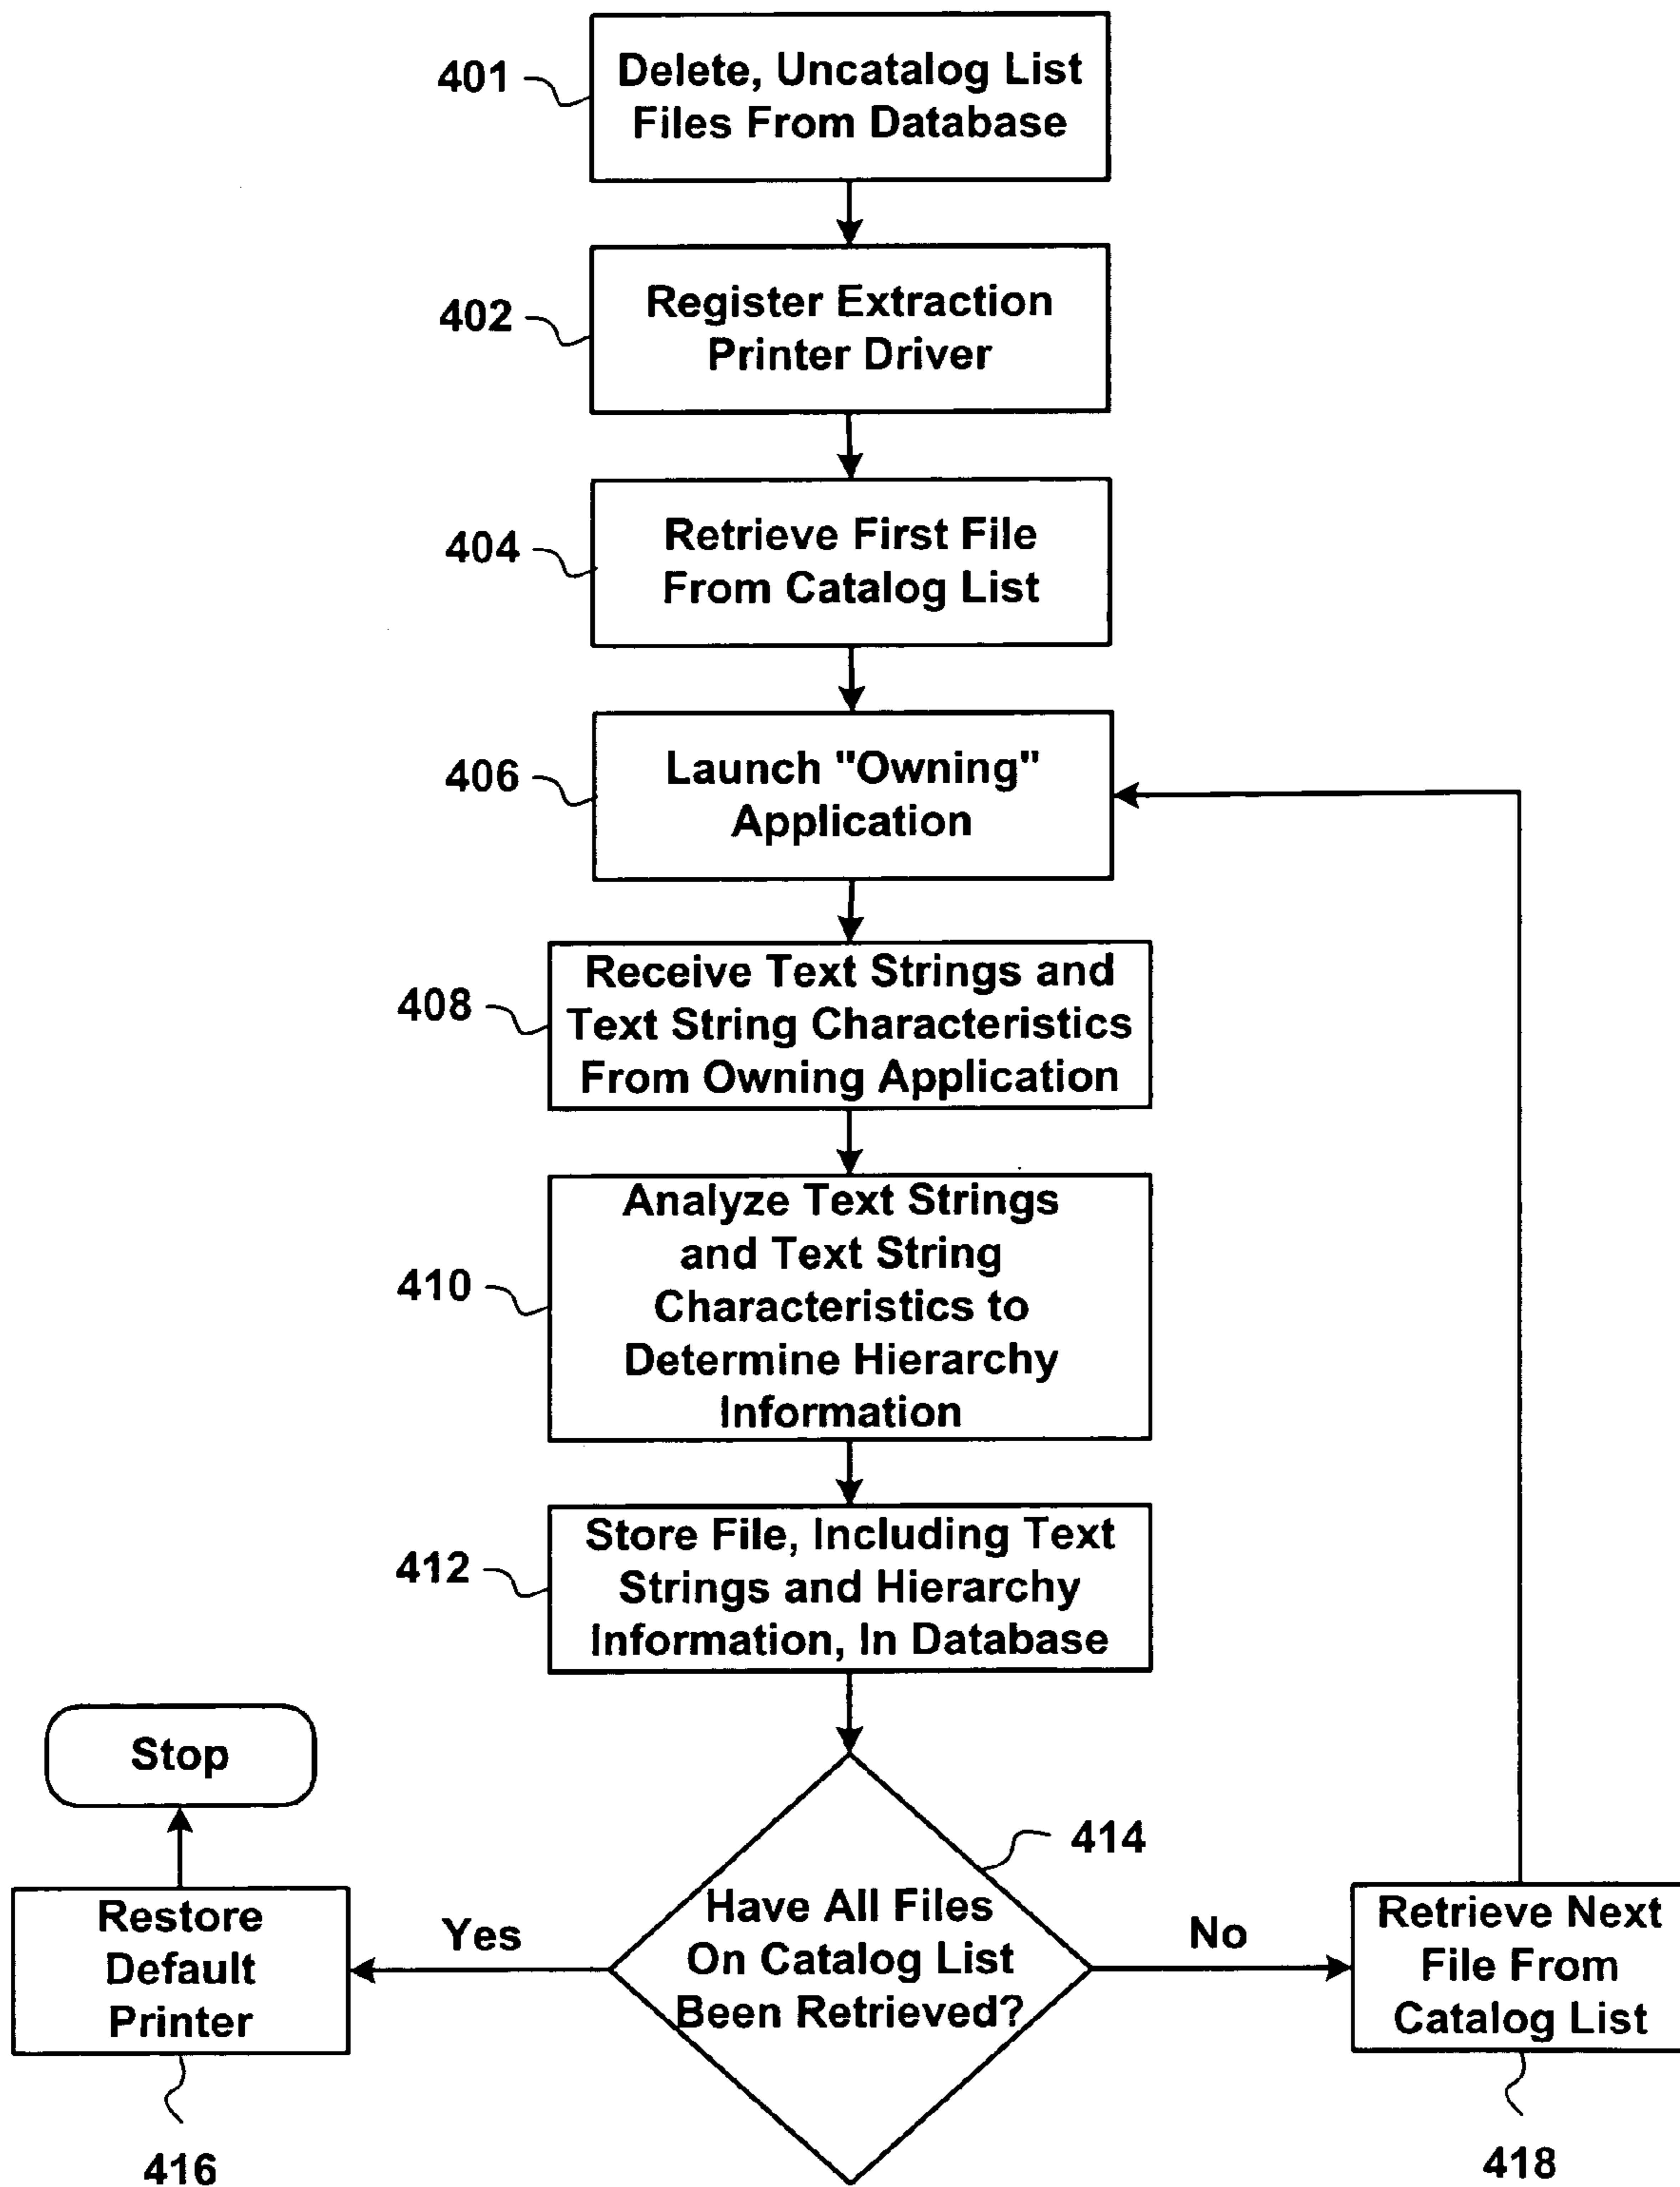 401
Delete, Uncatalog List
Files From Database
402
Register Extraction
Printer Driver
404
Retrieve First File
From Catalog List
406
Launch "Owning"
Application
408
Receive Text Strings and
Text String Characteristics
From Owning Application
410
Analyze Text Strings
and Text String
Characteristics to
Determine Hierarchy
Information
412
Store File, Including Text
Strings and Hierarchy
Information, In Database
Stop
414
Have All Files
On Catalog List
Been Retrieved?
Yes
No
Restore
Default
Printer
416
Retrieve Next
File From
Catalog List
418